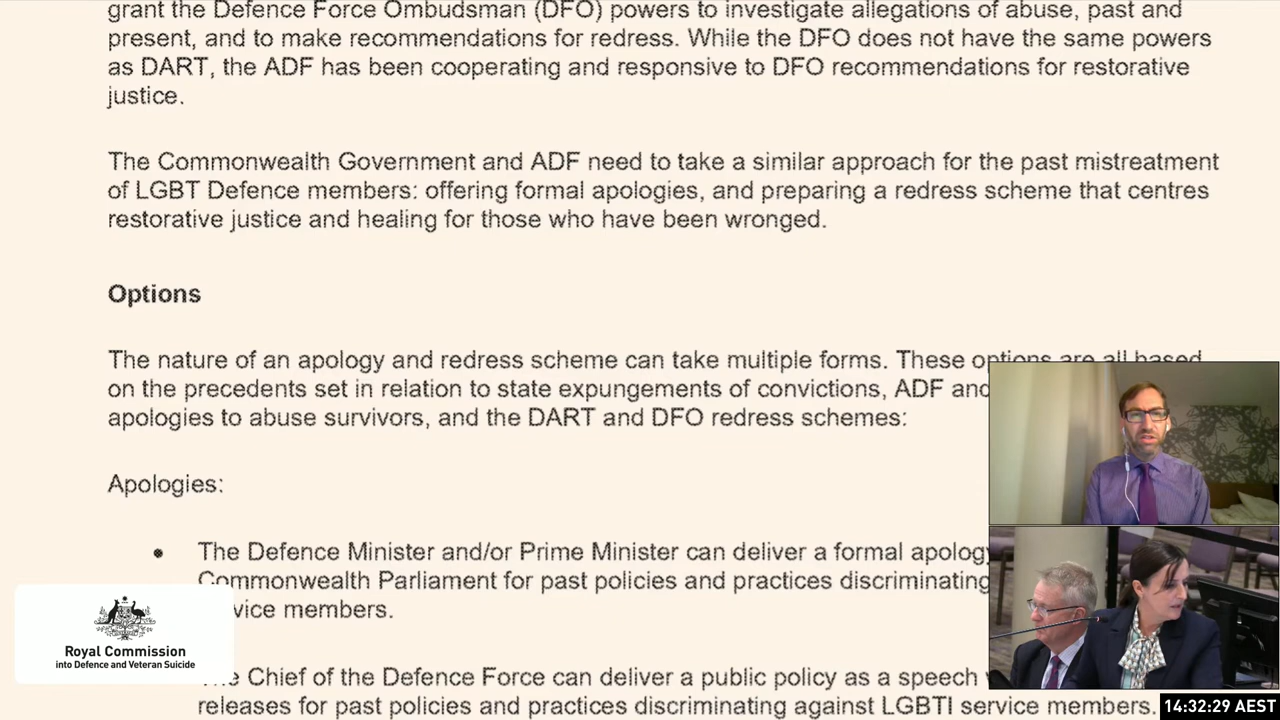 grant the Defence Force Ombudsman (DFO) powers to investigate allegations of abuse, past and
present, and to make recommendations for redress. While the DFO does not have the same powers
as DART, the ADF has been cooperating and responsive to DFO recommendations for restorative
justice.
The Commonwealth Government and ADF need to take a similar approach for the past mistreatment
of LGBT Defence members: offering formal apologies, and preparing a redress scheme that centres
restorative justice and healing for those who have been wronged.
Options
The nature of an apology and redress scheme can take multiple forms. These options are all based
on the precedents set in relation to state expungements of convictions, ADF and
apologies to abuse survivors, and the DART and DFO redress schemes:
Apologies:
• The Defence Minister and/or Prime Minister can deliver a formal apology
Commonwealth Parliament for past policies and practices discriminating
vice members.
Chief of the Defence Force can deliver a public policy as a speech
releases for past policies and practices discriminating against LGBTI service members.
Royal Commission
into Defence and Veteran Suicide
14:32:29 AEST